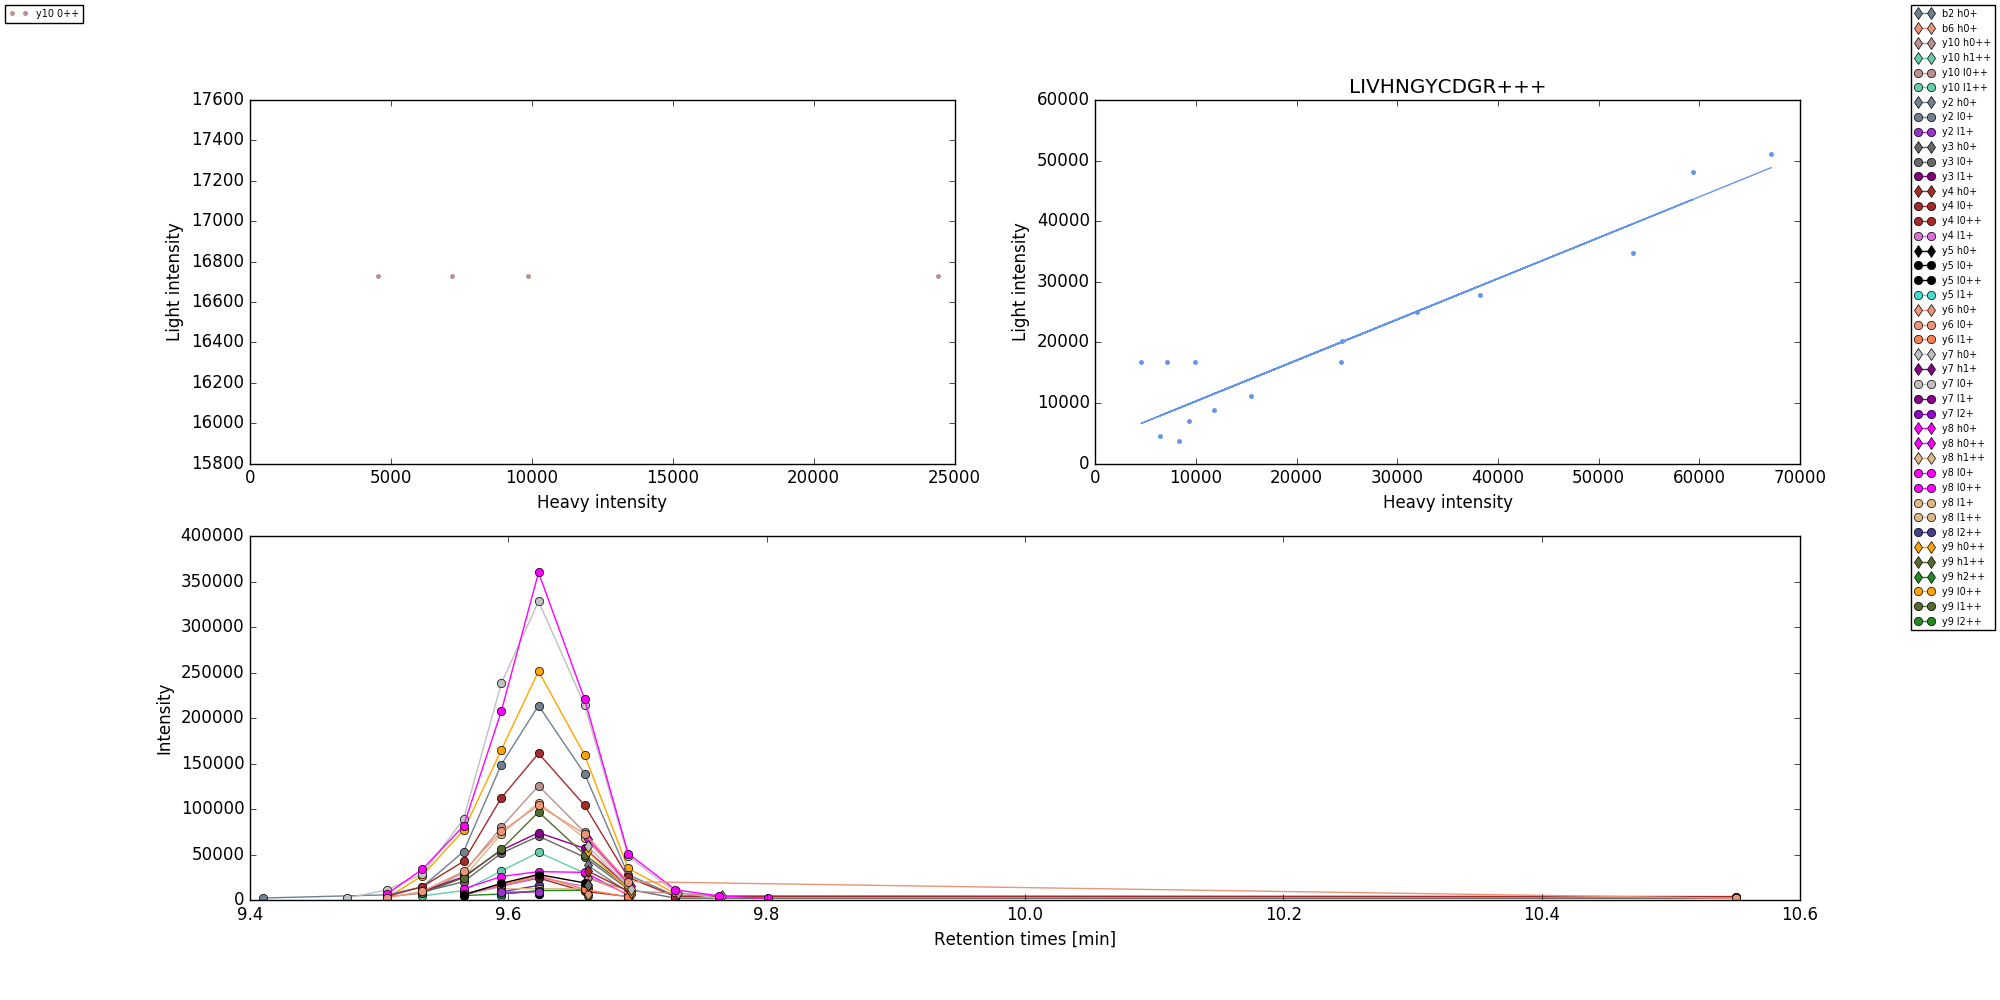 y10 0++
LIVHNGYCDGR+++
17600
17400
17200
17000
16800
16600
16400
16200
16000
15800
Light intensity
0 5000 10000 15000 20000 25000
Heavy intensity
60000
50000
40000
30000
20000
10000
0
Light intensity
0 10000 20000 30000 40000 50000 60000 70000
Heavy intensity
400000
350000
300000
250000
200000
150000
100000
50000
0
Intensity
9.4 9.6 9.8 10.0 10.2 10.4 10.6
Retention times [min]
b2 h0+
b6 h0+
y10 h0++
y10 h1++
y10 l0++
y10 l1++
y2 h0+
y2 l0+
y2 l1+
y3 h0+
y3 l0+
y3 l1+
y4 h0+
y4 l0+
y4 l0++
y4 l1+
y5 h0+
y5 l0+
y5 l0++
y5 l1+
y6 h0+
y6 l0+
y6 l1+
y7 h0+
y7 h1+
y7 l0+
y7 l1+
y7 l2+
y8 h0+
y8 h0++
y8 h1++
y8 l0+
y8 l0++
y8 l1+
y8 l1++
y8 l2++
y9 h0++
y9 h1++
y9 h2++
y9 l0++
y9 l1++
y9 l2++